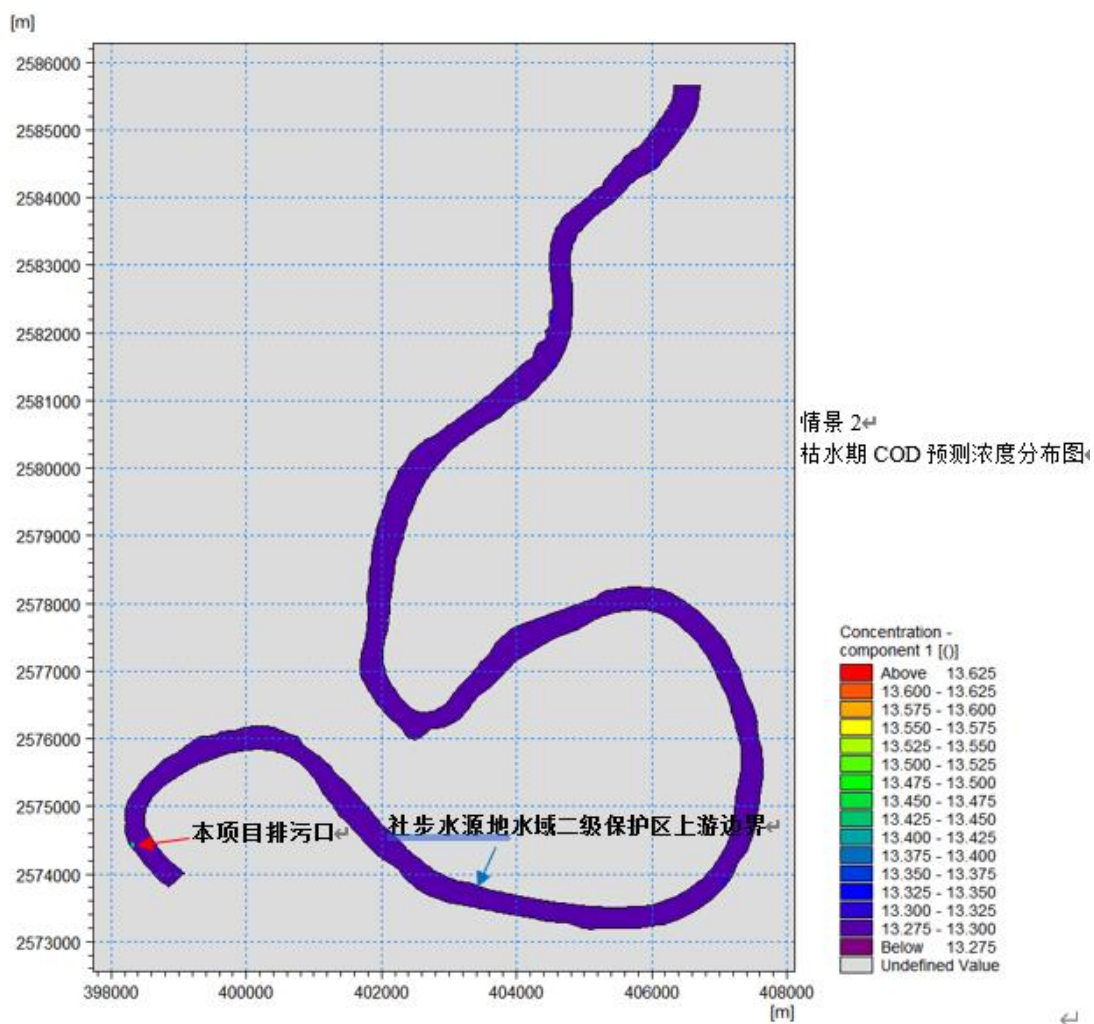 [m]
2586000
2585000
2584000
2583000
2582000
2581000
2580000
2579000
2578000
2577000
2576000
2575000
2574000
2573000
398000 400000 402000 404000 406000 408000
[m]
本项目排污口
社步水源地水域二级保护区上游边界
情景 2
枯水期 COD 预测浓度分布图
Concentration -
component 1 [()]
Above 13.625
13.600 - 13.625
13.575 - 13.600
13.550 - 13.575
13.525 - 13.550
13.500 - 13.525
13.475 - 13.500
13.450 - 13.475
13.425 - 13.450
13.400 - 13.425
13.375 - 13.400
13.350 - 13.375
13.325 - 13.350
13.300 - 13.325
13.275 - 13.300
Below 13.275
Undefined Value